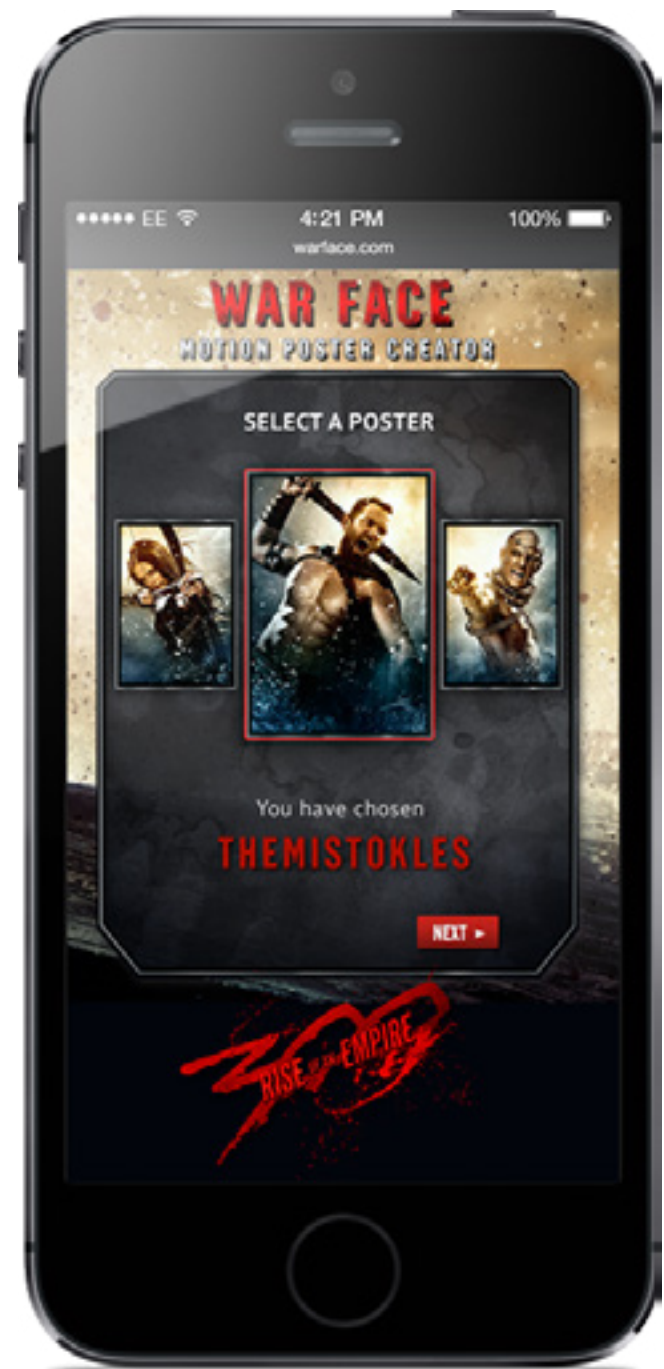 EE 4:21 PM 100%
warface.com
WAR FACE
MOTION POSTER CREATOR
SELECT A POSTER
You have chosen
THEMISTOKLES
NEXT
300
RISE OF AN EMPIRE